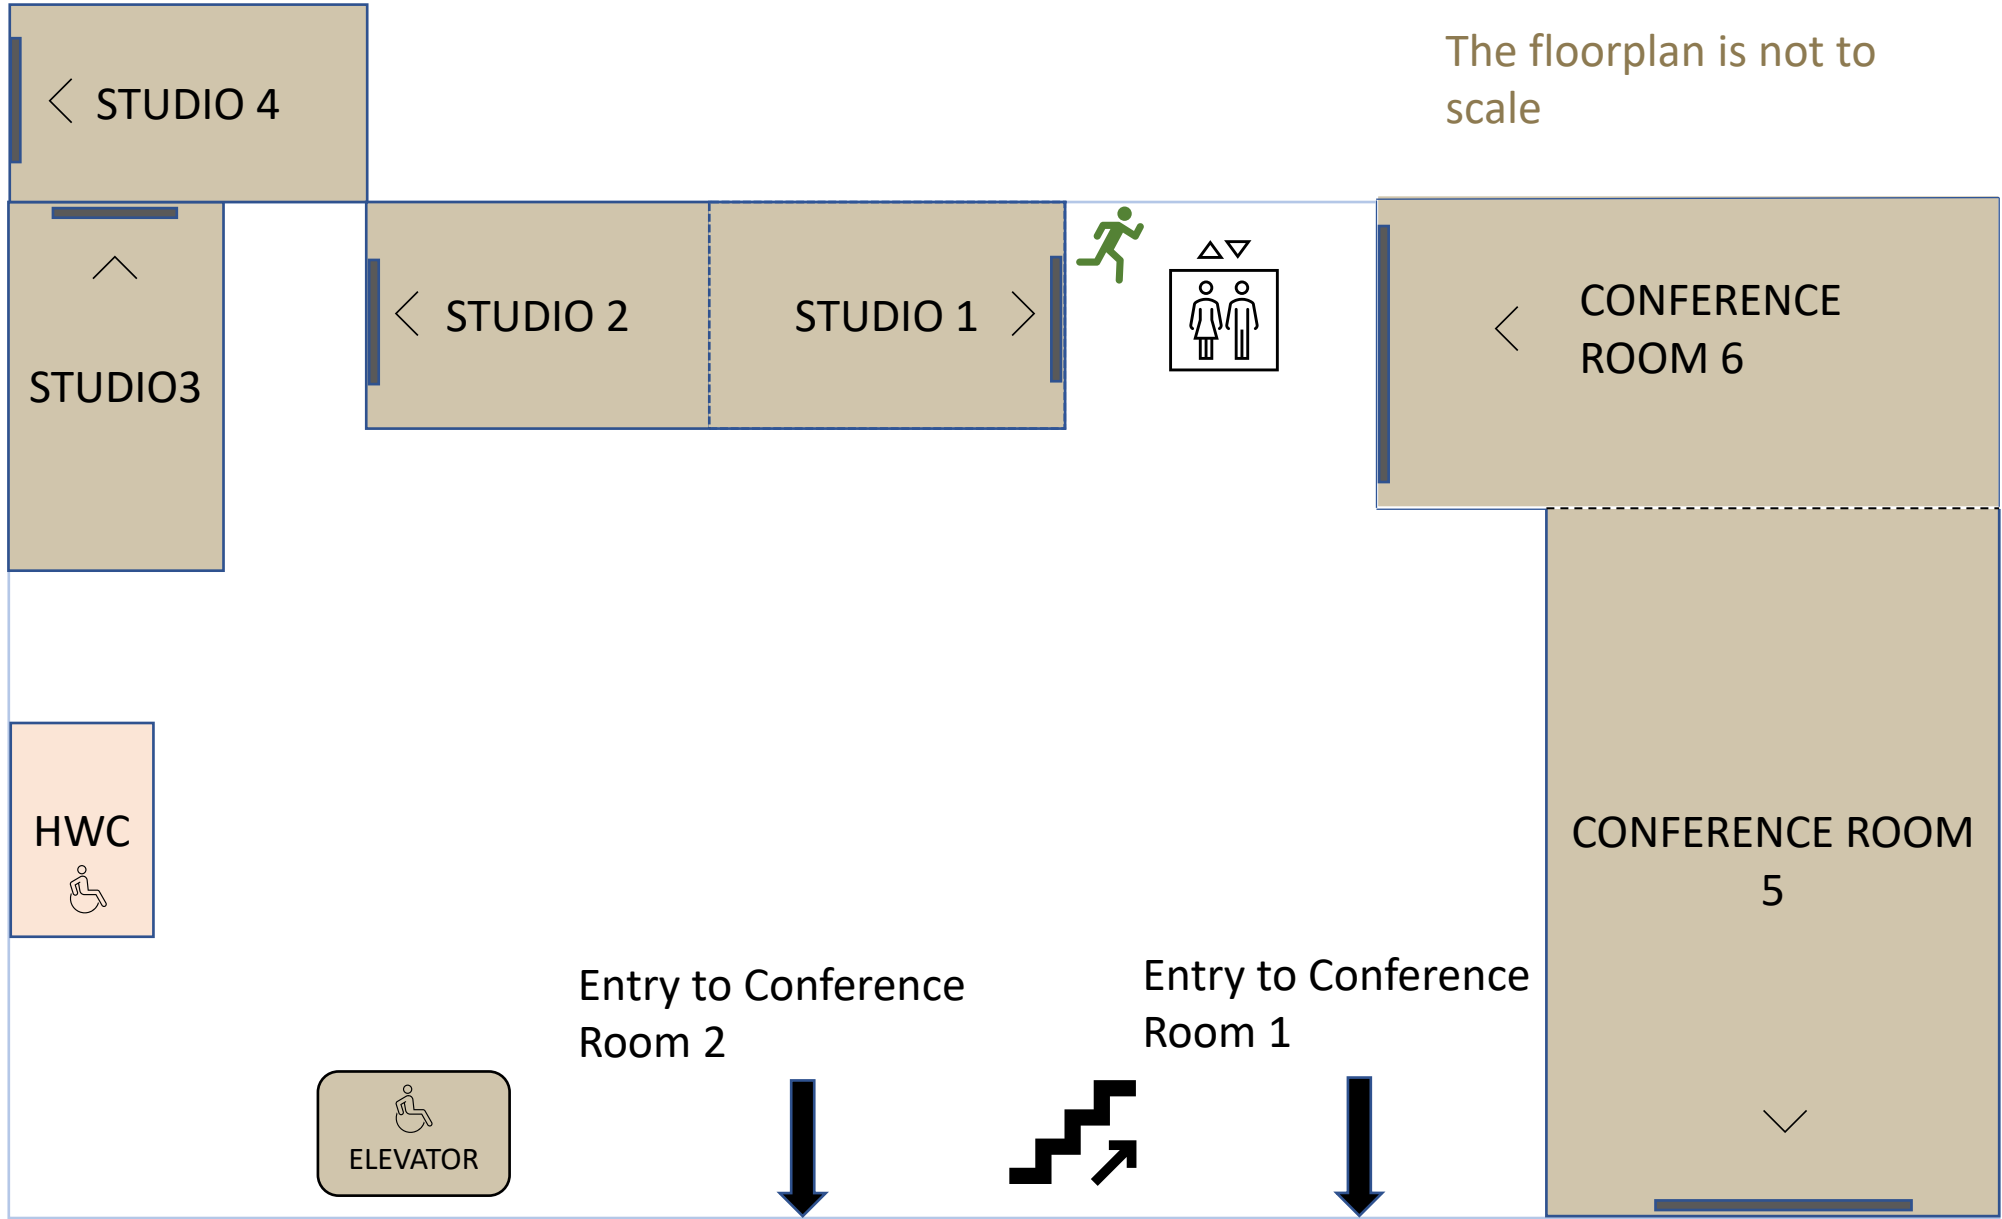 The floorplan is not to
scale
STUDIO 4
STUDIO 2
STUDIO 1
CONFERENCE
ROOM 6
STUDIO3
HWC
CONFERENCE ROOM
5
Entry to Conference
Room 2
Entry to Conference
Room 1
ELEVATOR